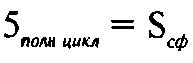 5полн цикл = Sсф